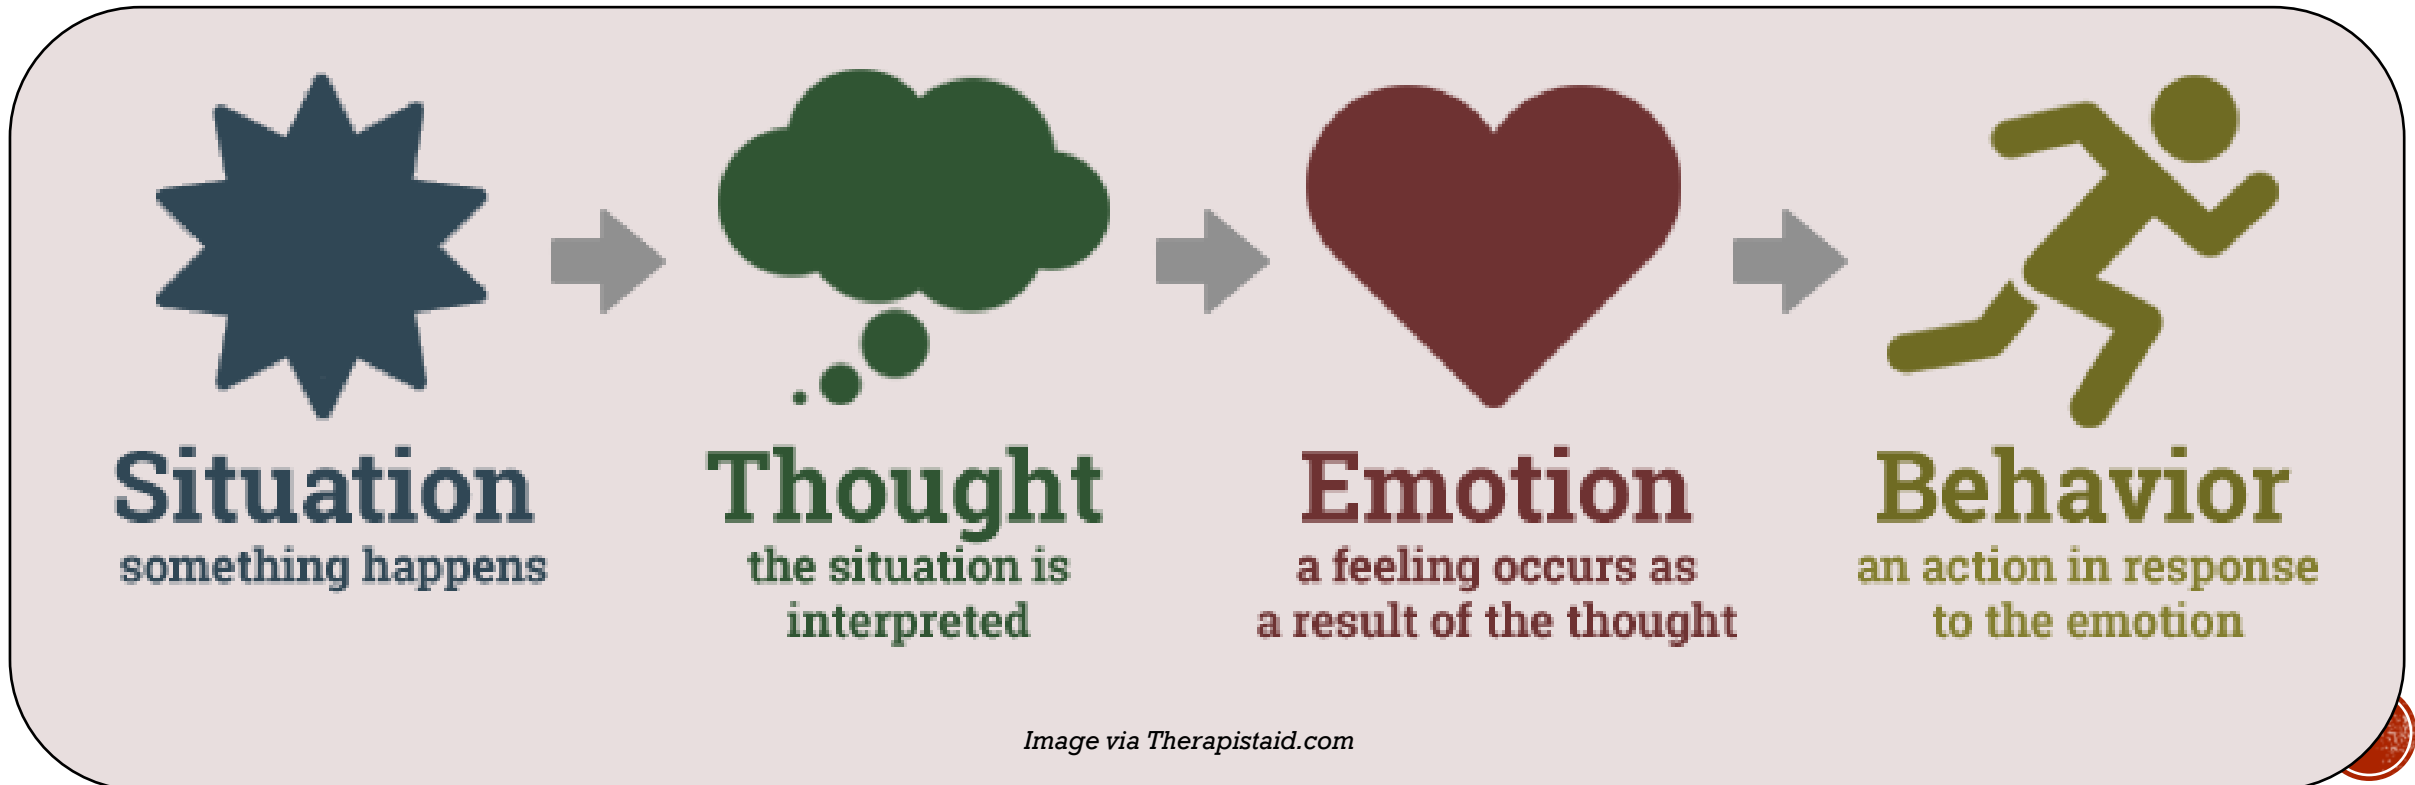 Situation
something happens
Thought
the situation is
interpreted
Emotion
a feeling occurs as
a result of the thought
Behavior
an action in response
to the emotion
Image via Therapistaid.com